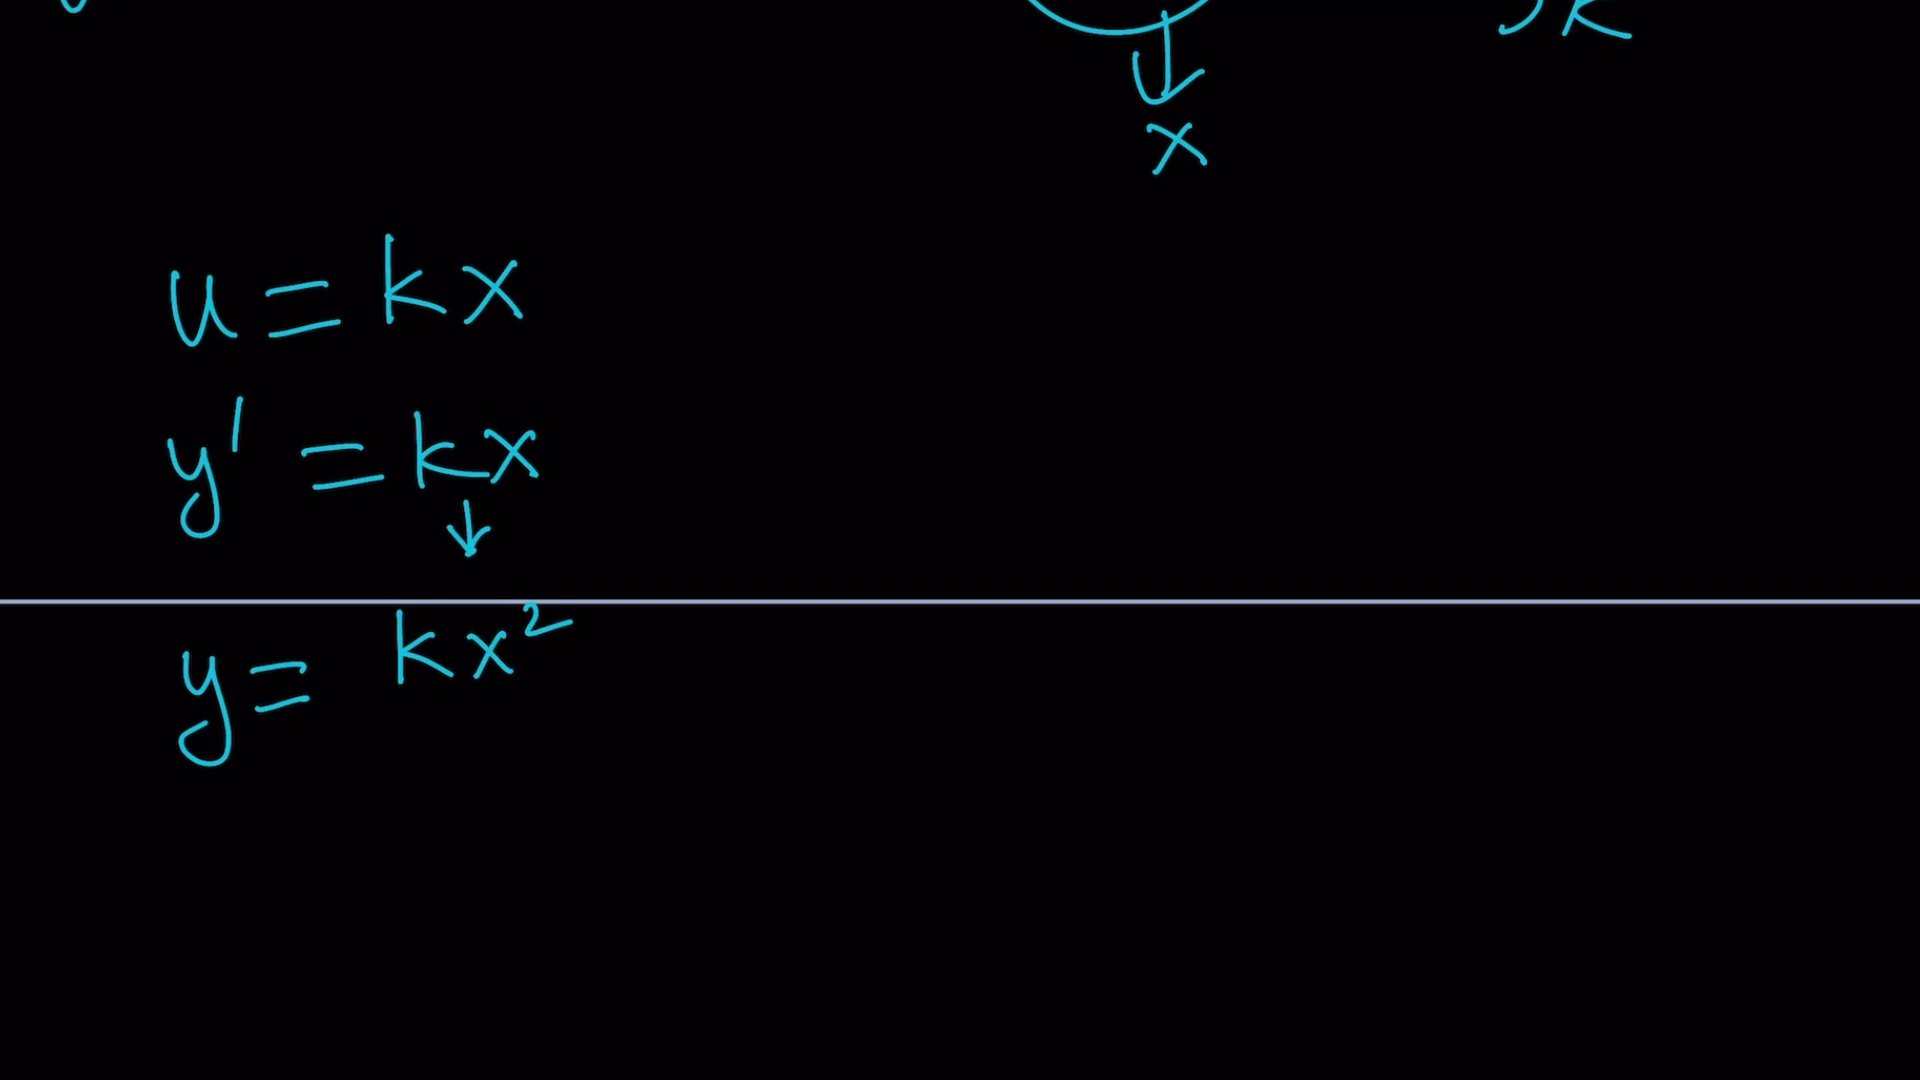 k
x
u = kx
y' = kx
y = kx²